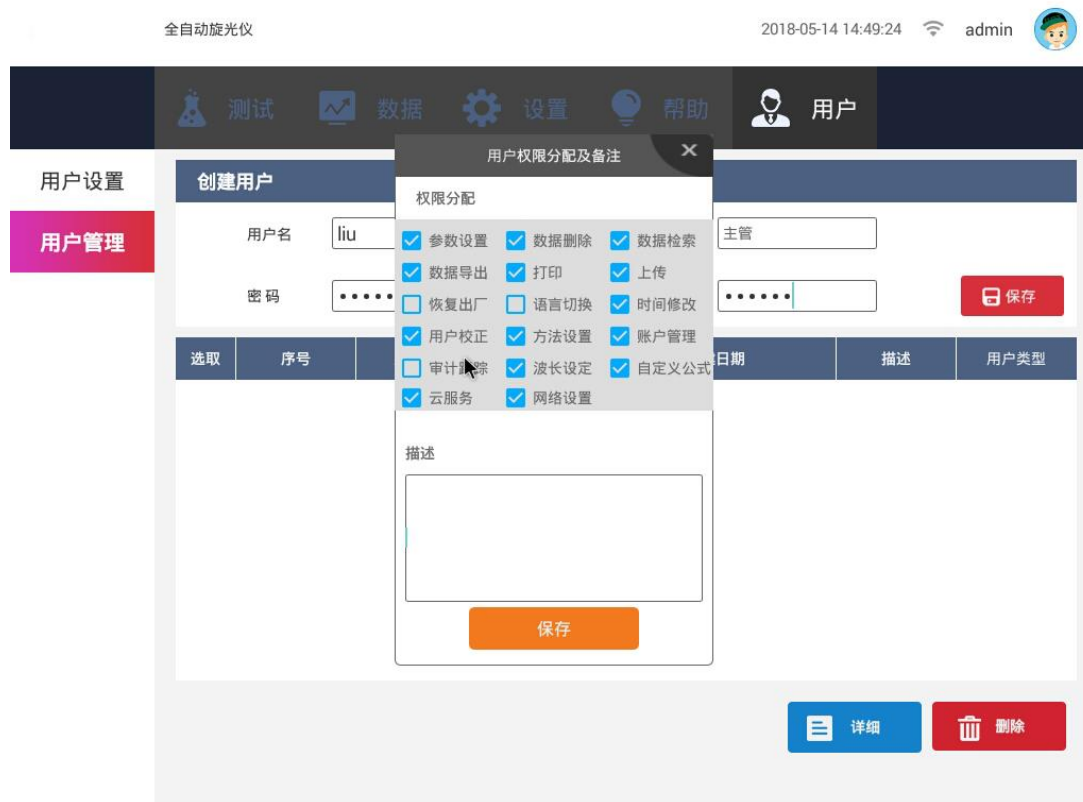 全自动旋光仪 2018-05-14 14:49:24 admin
测试 数据 设置 帮助 用户
用户权限分配及备注
用户设置
用户管理
创建用户
权限分配
用户名 liu 主管
参数设置 数据删除 数据检索
数据导出 打印 上传
密码 保存
恢复出厂 语言切换 时间修改
用户校正 方法设置 账户管理
选取 序号 日期 描述 用户类型
审计 波长设定 自定义公式
云服务 网络设置
描述
保存
详细 删除